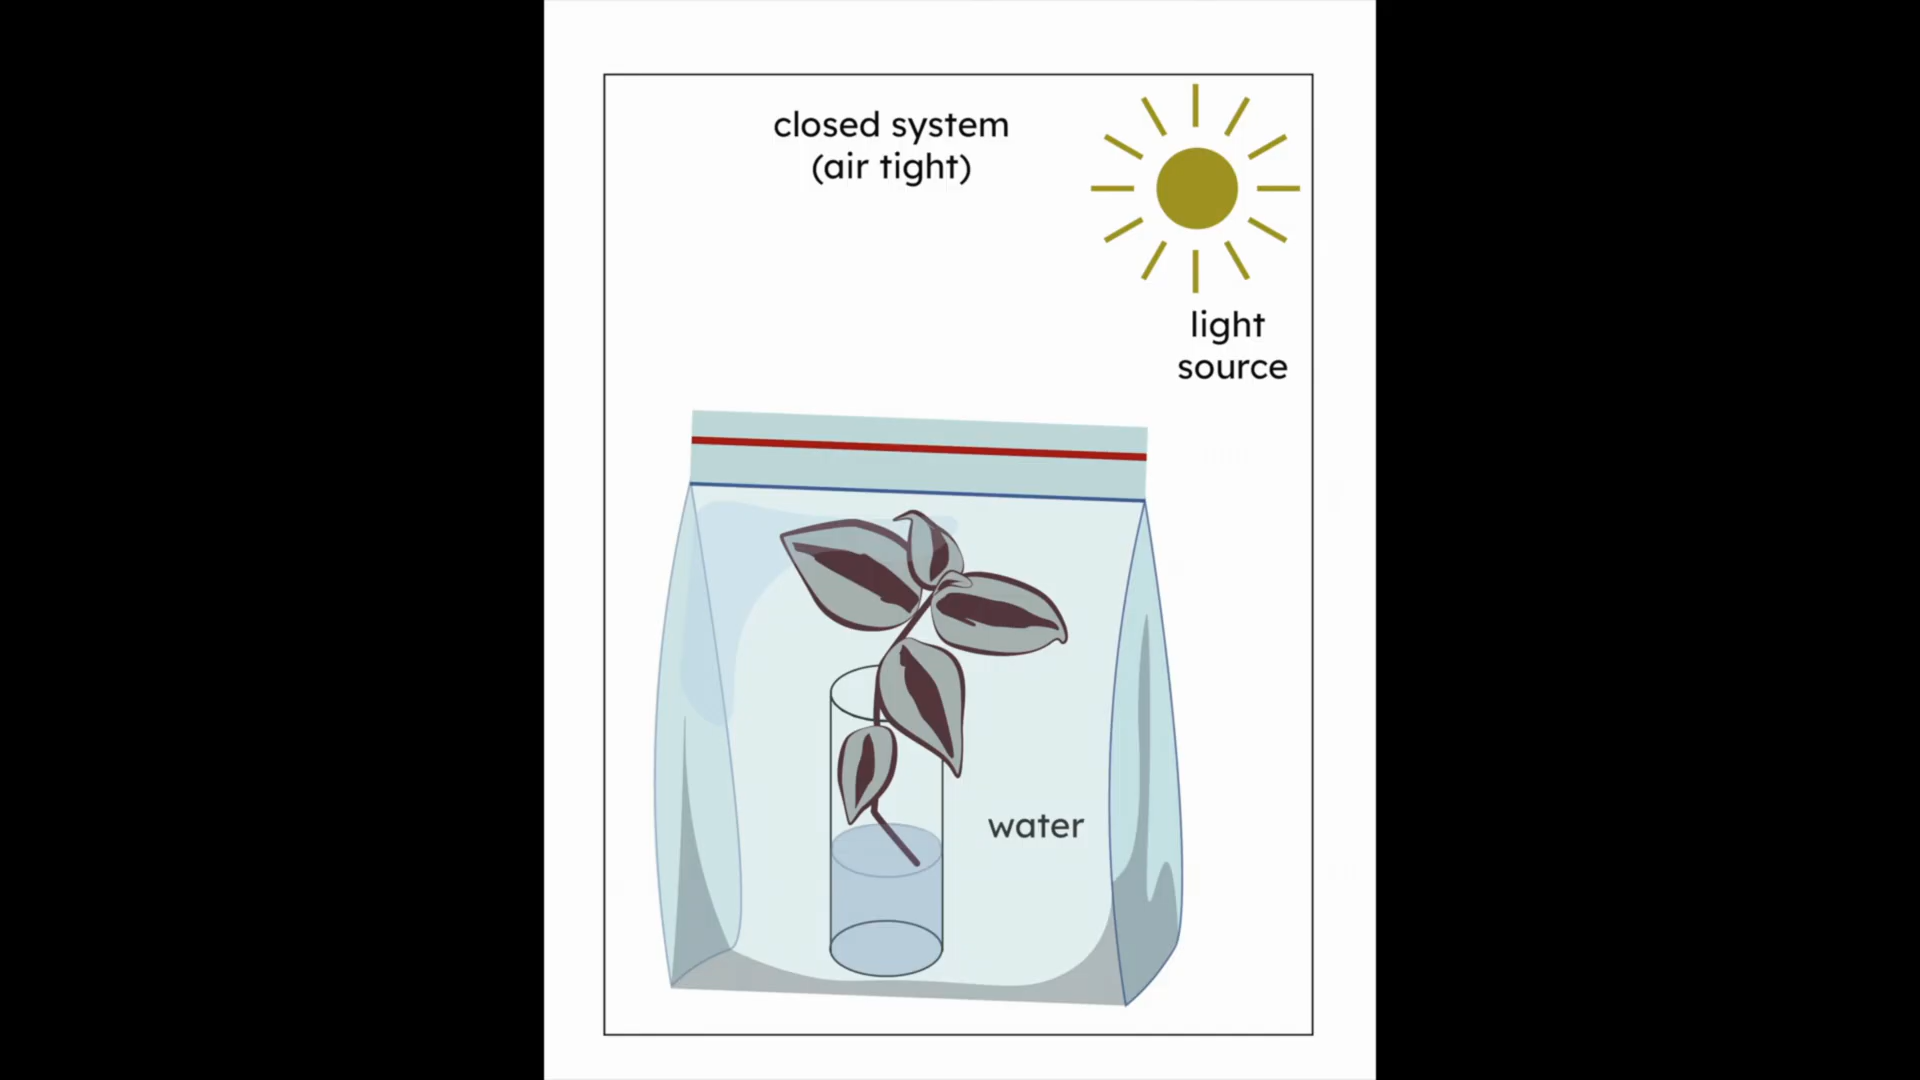 closed system
(air tight)
light
source
water